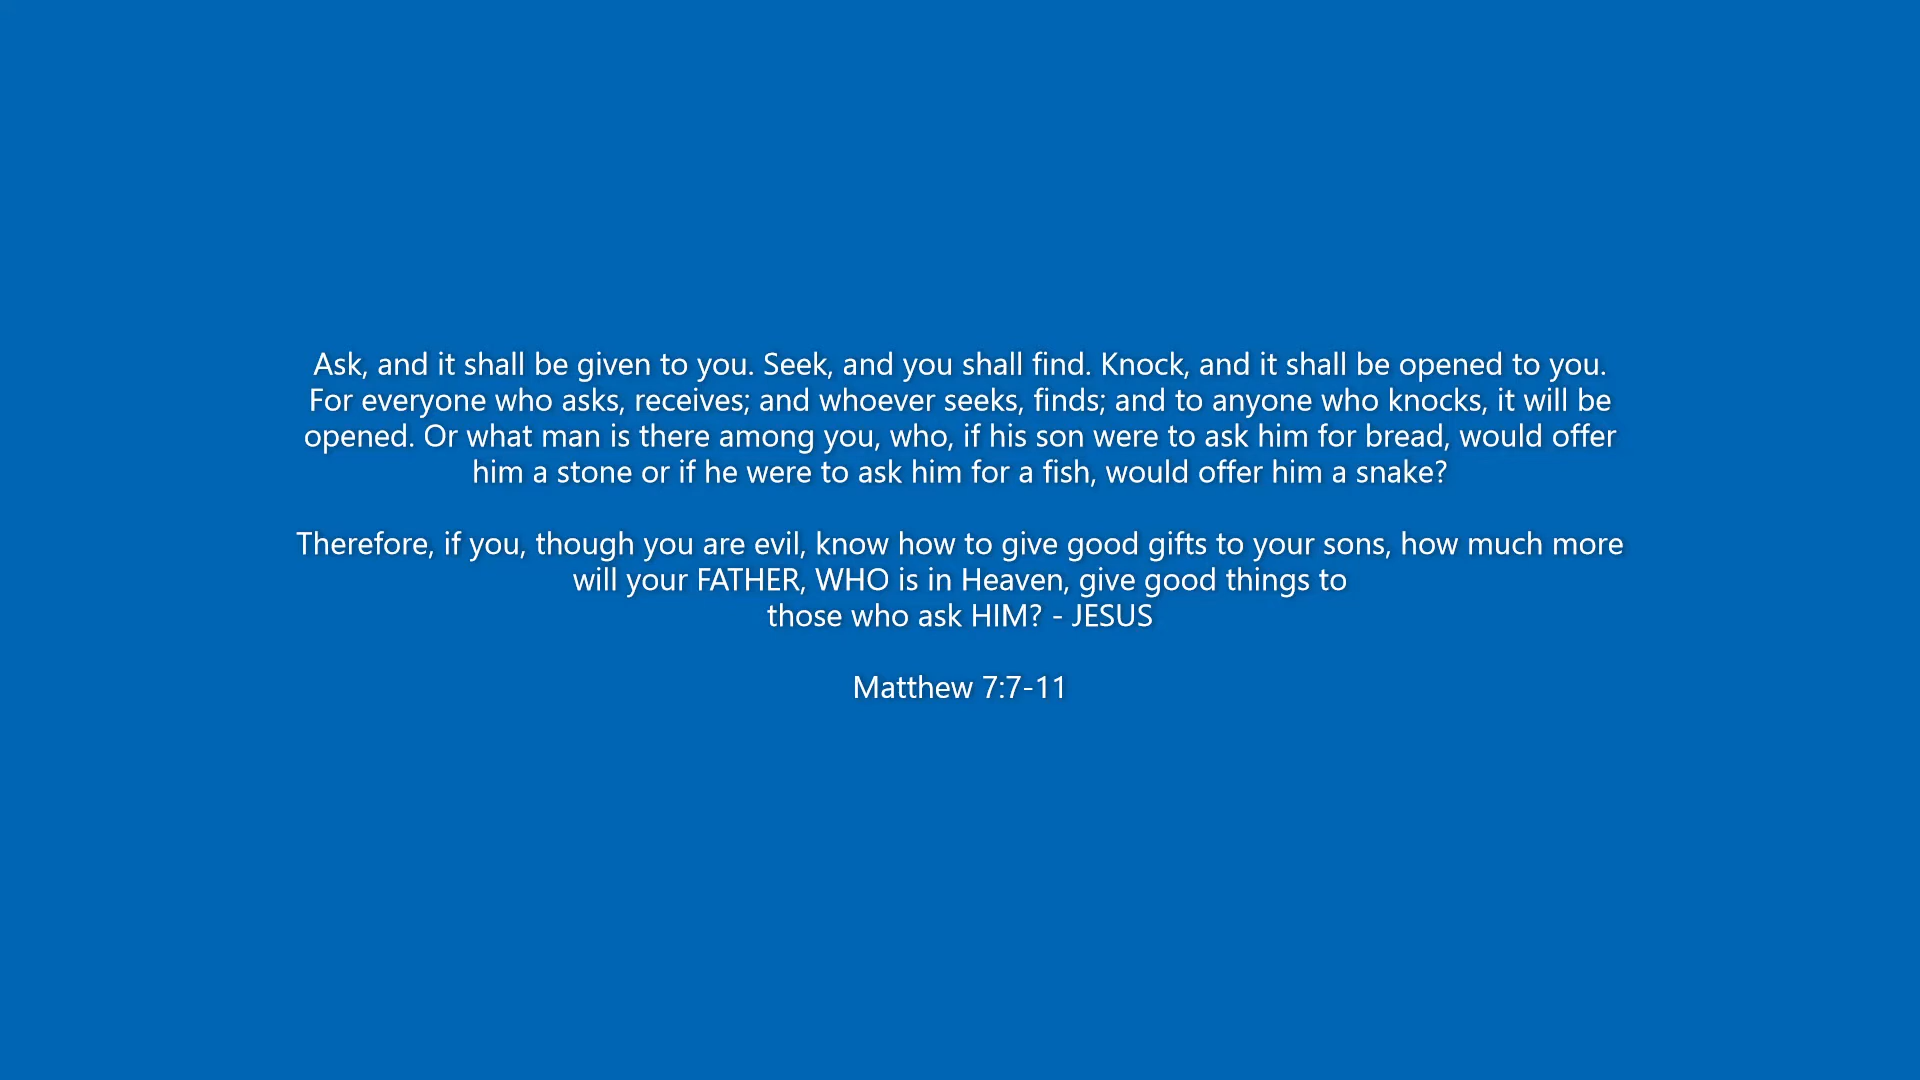 Ask, and it shall be given to you. Seek, and you shall find. Knock, and it shall be opened to you.
For everyone who asks, receives; and whoever seeks, finds; and to anyone who knocks, it will be
opened. Or what man is there among you, who, if his son were to ask him for bread, would offer
him a stone or if he were to ask him for a fish, would offer him a snake?
Therefore, if you, though you are evil, know how to give good gifts to your sons, how much more
will your FATHER, WHO is in Heaven, give good things to
those who ask HIM? - JESUS
Matthew 7:7-11